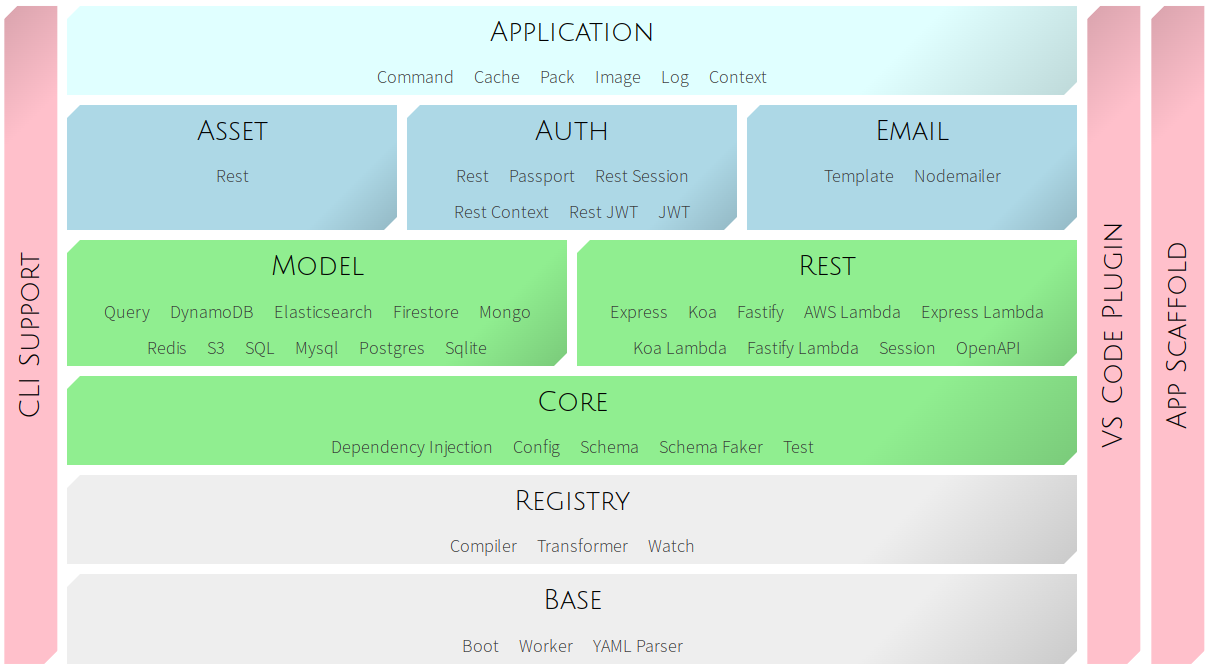 CLI Support
Application
Command Cache Pack Image Log Context
Asset
Rest
Auth
Rest Passport Rest Session
Rest Context Rest JWT JWT
Email
Template Nodemailer
Model
Query DynamoDB Elasticsearch Firestore Mongo
Redis S3 SQL Mysql Postgres Sqlite
Rest
Express Koa Fastify AWS Lambda Express Lambda
Koa Lambda Fastify Lambda Session OpenAPI
Core
Dependency Injection Config Schema Schema Faker Test
Registry
Compiler Transformer Watch
Base
Boot Worker YAML Parser
VS Code Plugin
App Scaffold